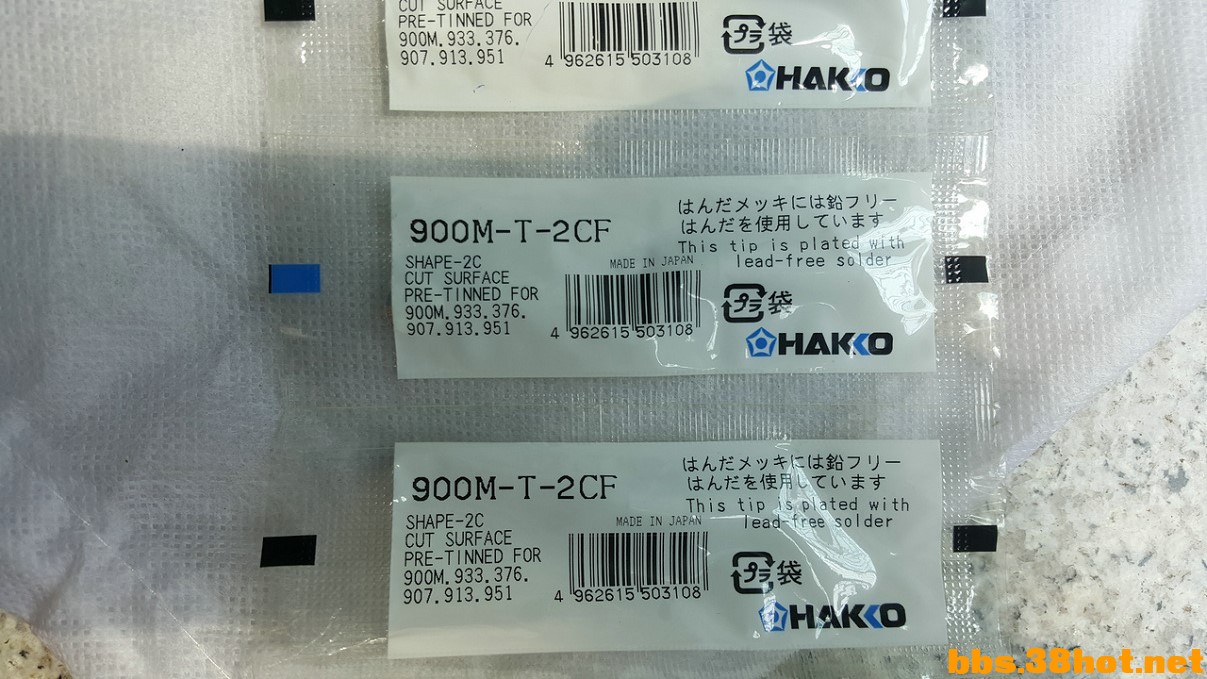 CUT SURFACE
PRE-TINNED FOR
900M.933.376.
907.913.951
4 962615 503108
プラ
袋
HAKKO
900M-T-2CF
はんだメッキには鉛フリー
はんだを使用しています
This tip is plated with
lead-free solder
SHAPE-2C
MADE IN JAPAN
CUT SURFACE
PRE-TINNED FOR
900M.933.376.
907.913.951
4 962615 503108
プラ
袋
HAKKO
900M-T-2CF
はんだメッキには鉛フリー
はんだを使用しています
This tip is plated with
lead-free solder
SHAPE-2C
MADE IN JAPAN
CUT SURFACE
PRE-TINNED FOR
900M.933.376.
907.913.951
4 962615 503108
プラ
袋
HAKKO
bbs.38hot.net